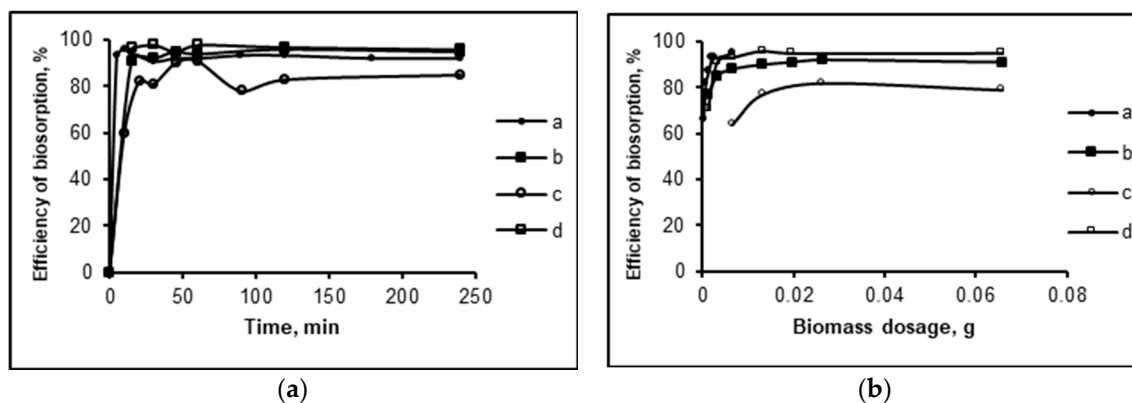 100
80
60
40
20
0
Efficiency of biosorption, %
0 50 100 150 200 250
Time, min
a
b
c
d
(a)
100
80
60
40
20
0
Efficiency of biosorption, %
0 0.02 0.04 0.06 0.08
Biomass dosage, g
a
b
c
d
(b)